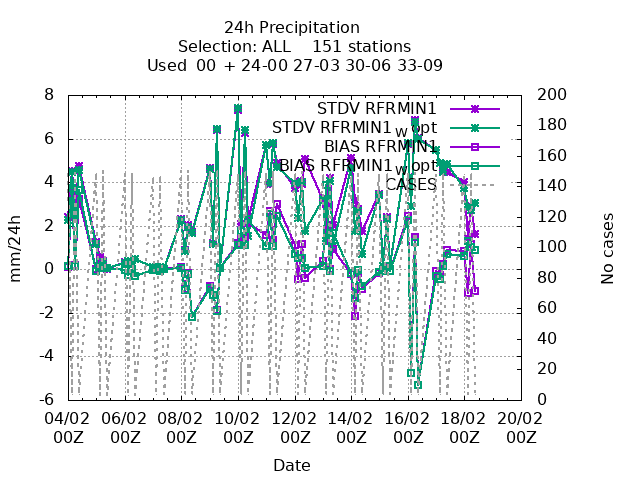 24h Precipitation
Selection: ALL    151 stations
Used  00 + 24-00 27-03 30-06 33-09
8
6
4
2
0
-2
-4
-6
mm/24h
200
180
160
140
120
100
80
60
40
20
0
No cases
STDV RFRMIN1
STDV RFRMIN1_w opt
BIAS RFRMIN1
BIAS RFRMIN1_w opt
CASES
04/02 06/02 08/02 10/02 12/02 14/02 16/02 18/02 20/02
00Z 00Z 00Z 00Z 00Z 00Z 00Z 00Z 00Z
Date